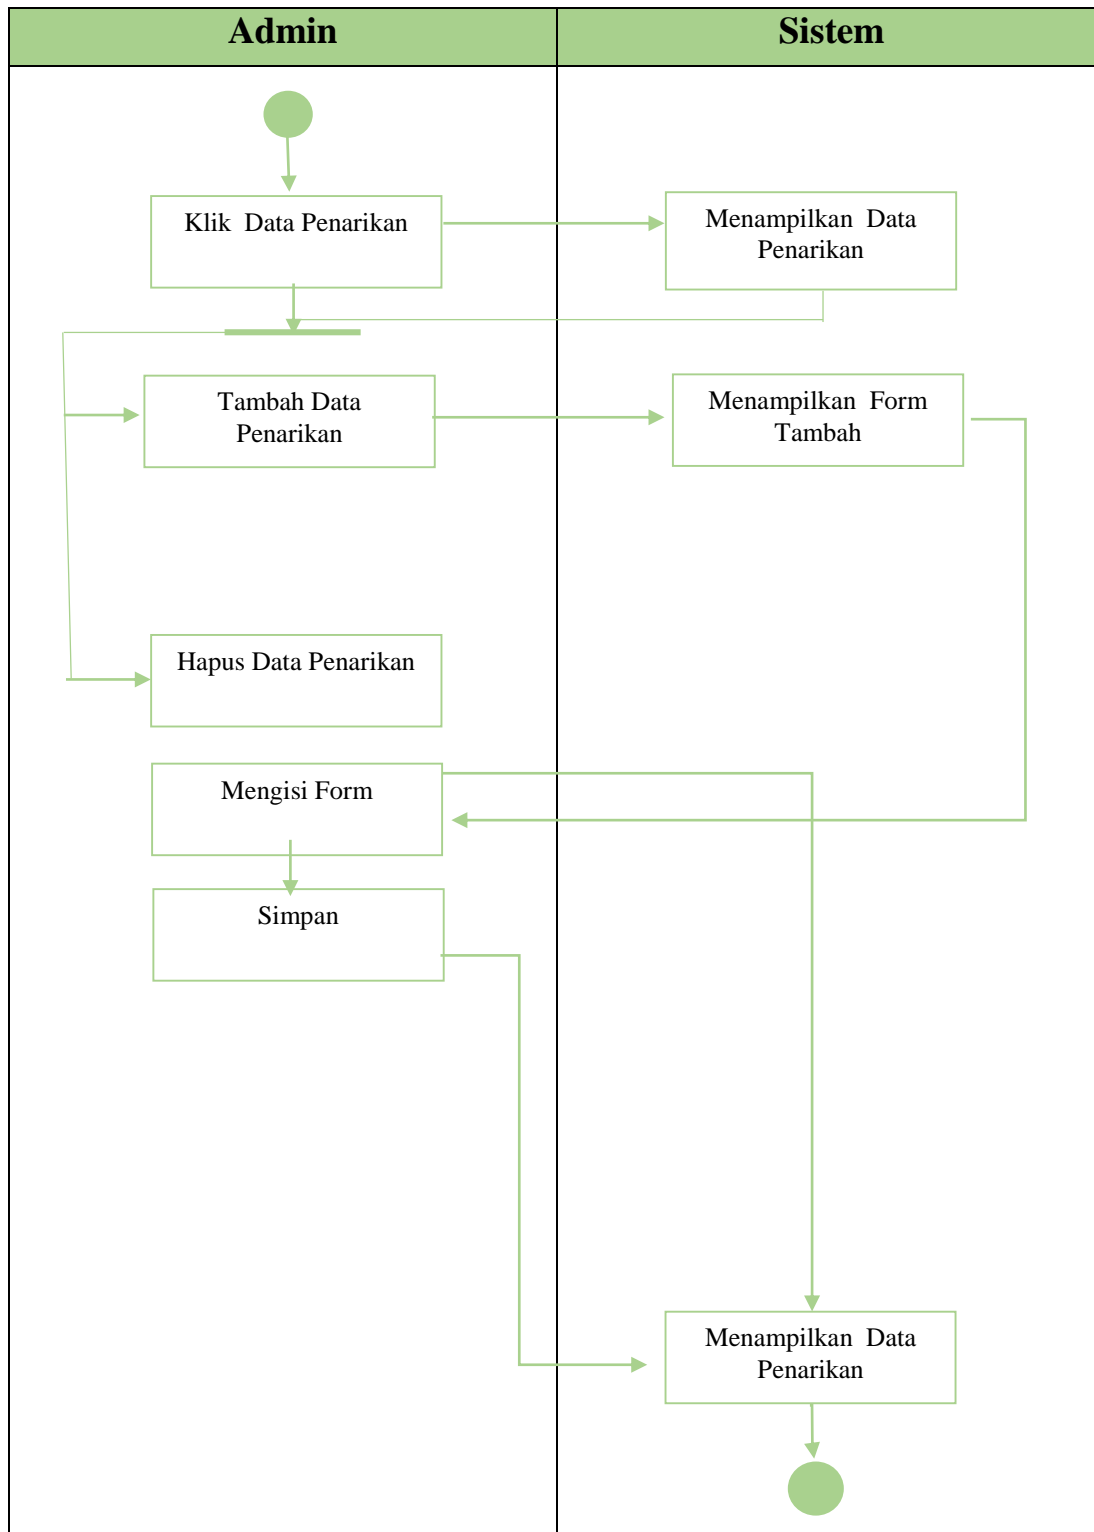 Admin
Sistem
Klik  Data Penarikan
Menampilkan  Data
Penarikan
Tambah Data
Penarikan
Menampilkan  Form
Tambah
Hapus Data Penarikan
Mengisi Form
Simpan
Menampilkan  Data
Penarikan